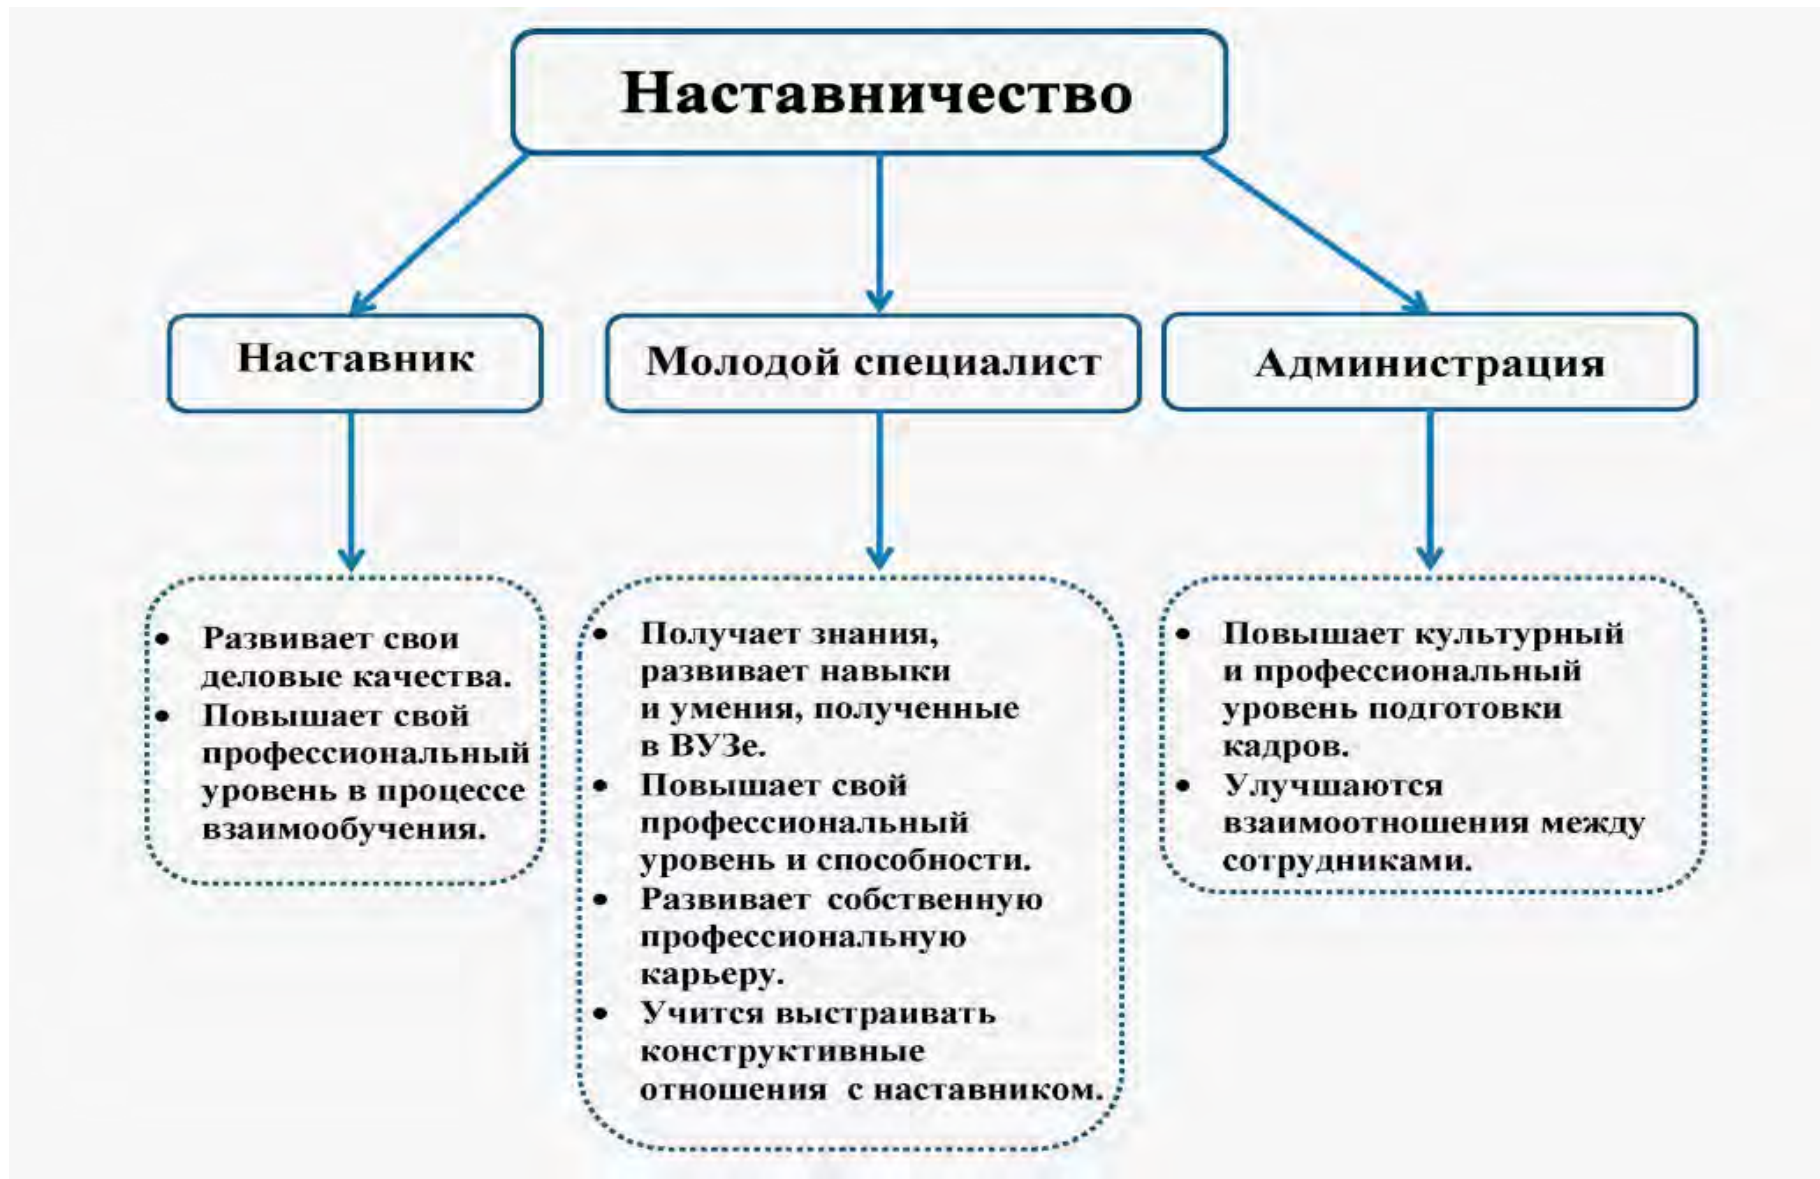 Наставничество
Наставник
Молодой специалист
Администрация
• Развивает свои
деловые качества.
• Повышает свой
профессиональный
уровень в процессе
взаимообучения.
• Получает знания,
развивает навыки
и умения, полученные
в ВУЗе.
• Повышает свой
профессиональный
уровень и способности.
• Развивает собственную
профессиональную
карьеру.
• Учится выстраивать
конструктивные
отношения с наставником.
• Повышает культурный
и профессиональный
уровень подготовки
кадров.
• Улучшаются
взаимоотношения между
сотрудниками.